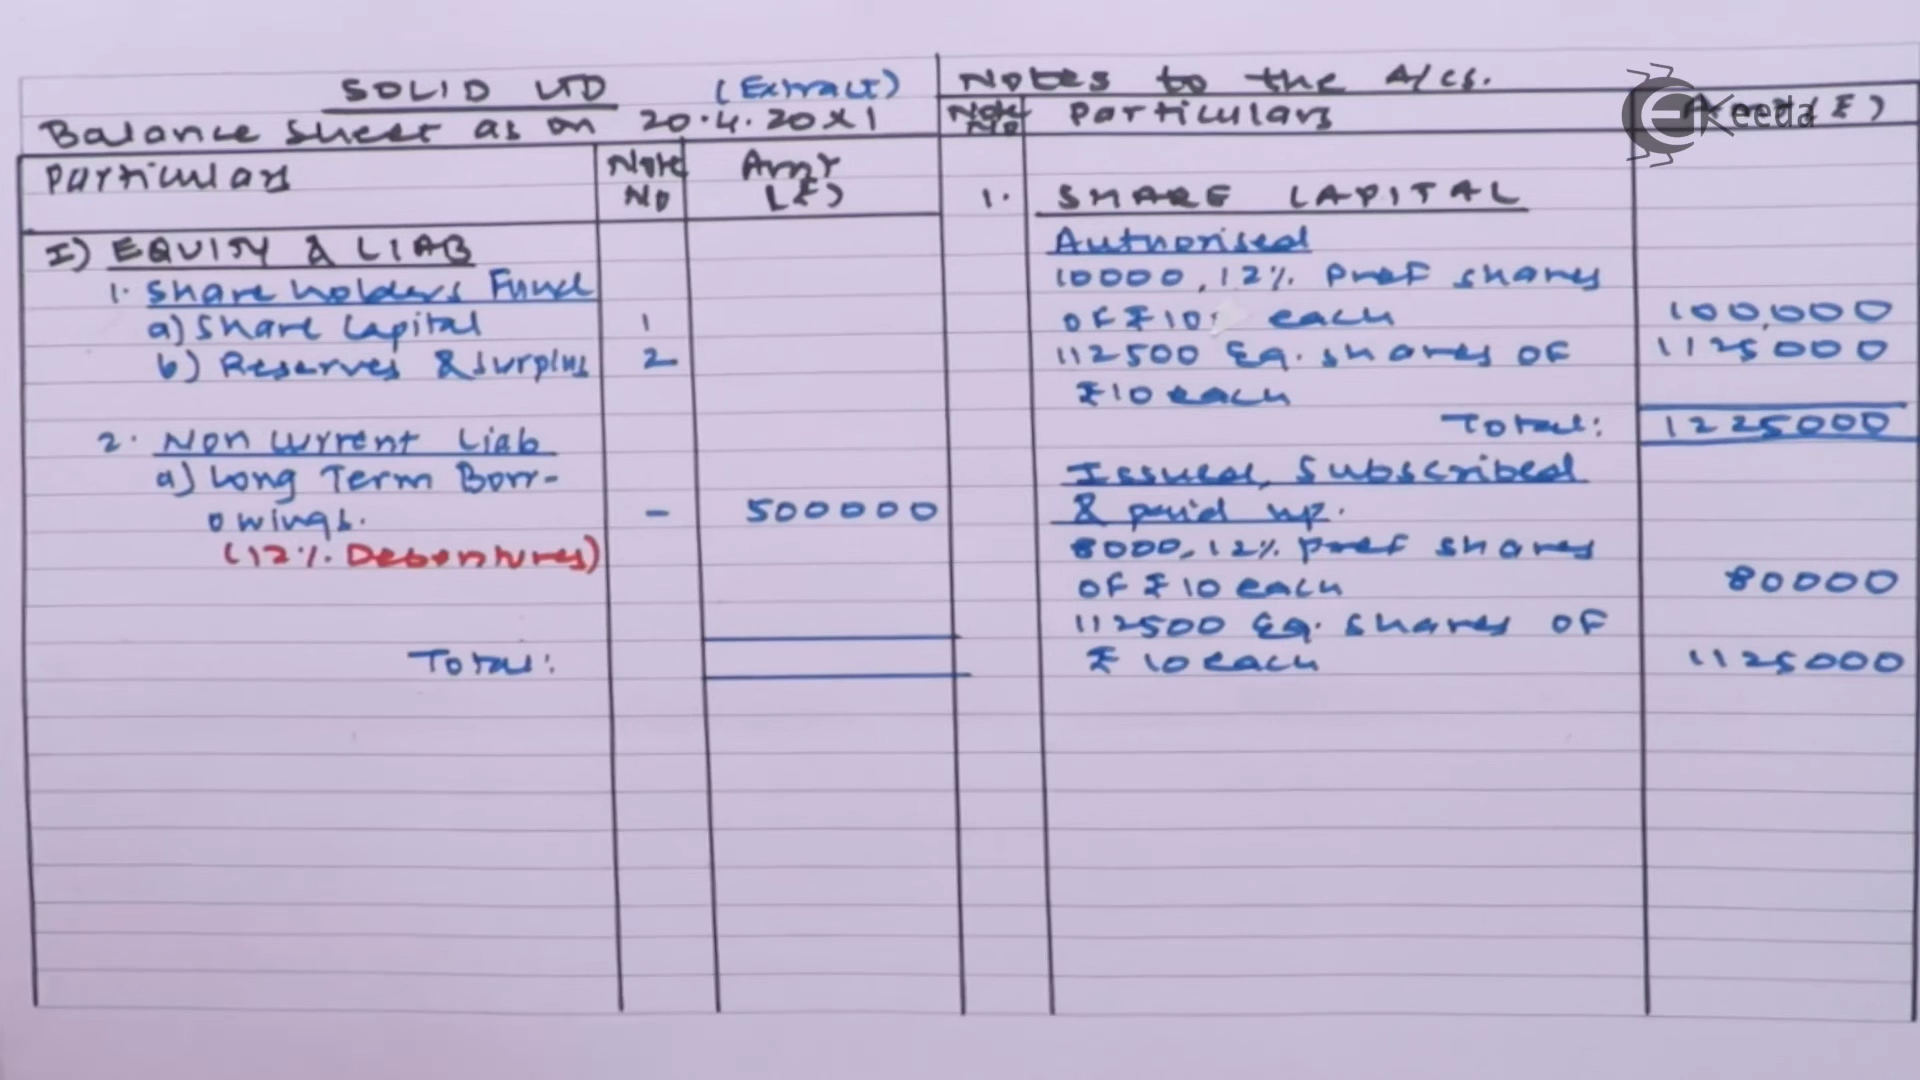 SOLID LTD (Extract)
Balance Sheet as on 20.4.20X1
Particulars Note No Amt (₹)
I) EQUITY & LIAB
1. Shareholders Fund
a) Share Capital 1
b) Reserves & Surplus 2
2. Non Current Liab
a) Long Term Borr-
owings. - 500000
(12% Debentures)
Total:
Notes to the A/cs.
Note No Particulars Amt (₹)
1. SHARE CAPITAL
Authorised
10000, 12% Pref shares
of ₹10 each 100,000
112500 Eq. shares of 1125000
₹10 each
Total: 1225000
Issued, Subscribed
& paid up.
8000, 12% Pref shares
of ₹10 each 80000
112500 Eq. shares of
₹10 each 1125000
Ekeeda